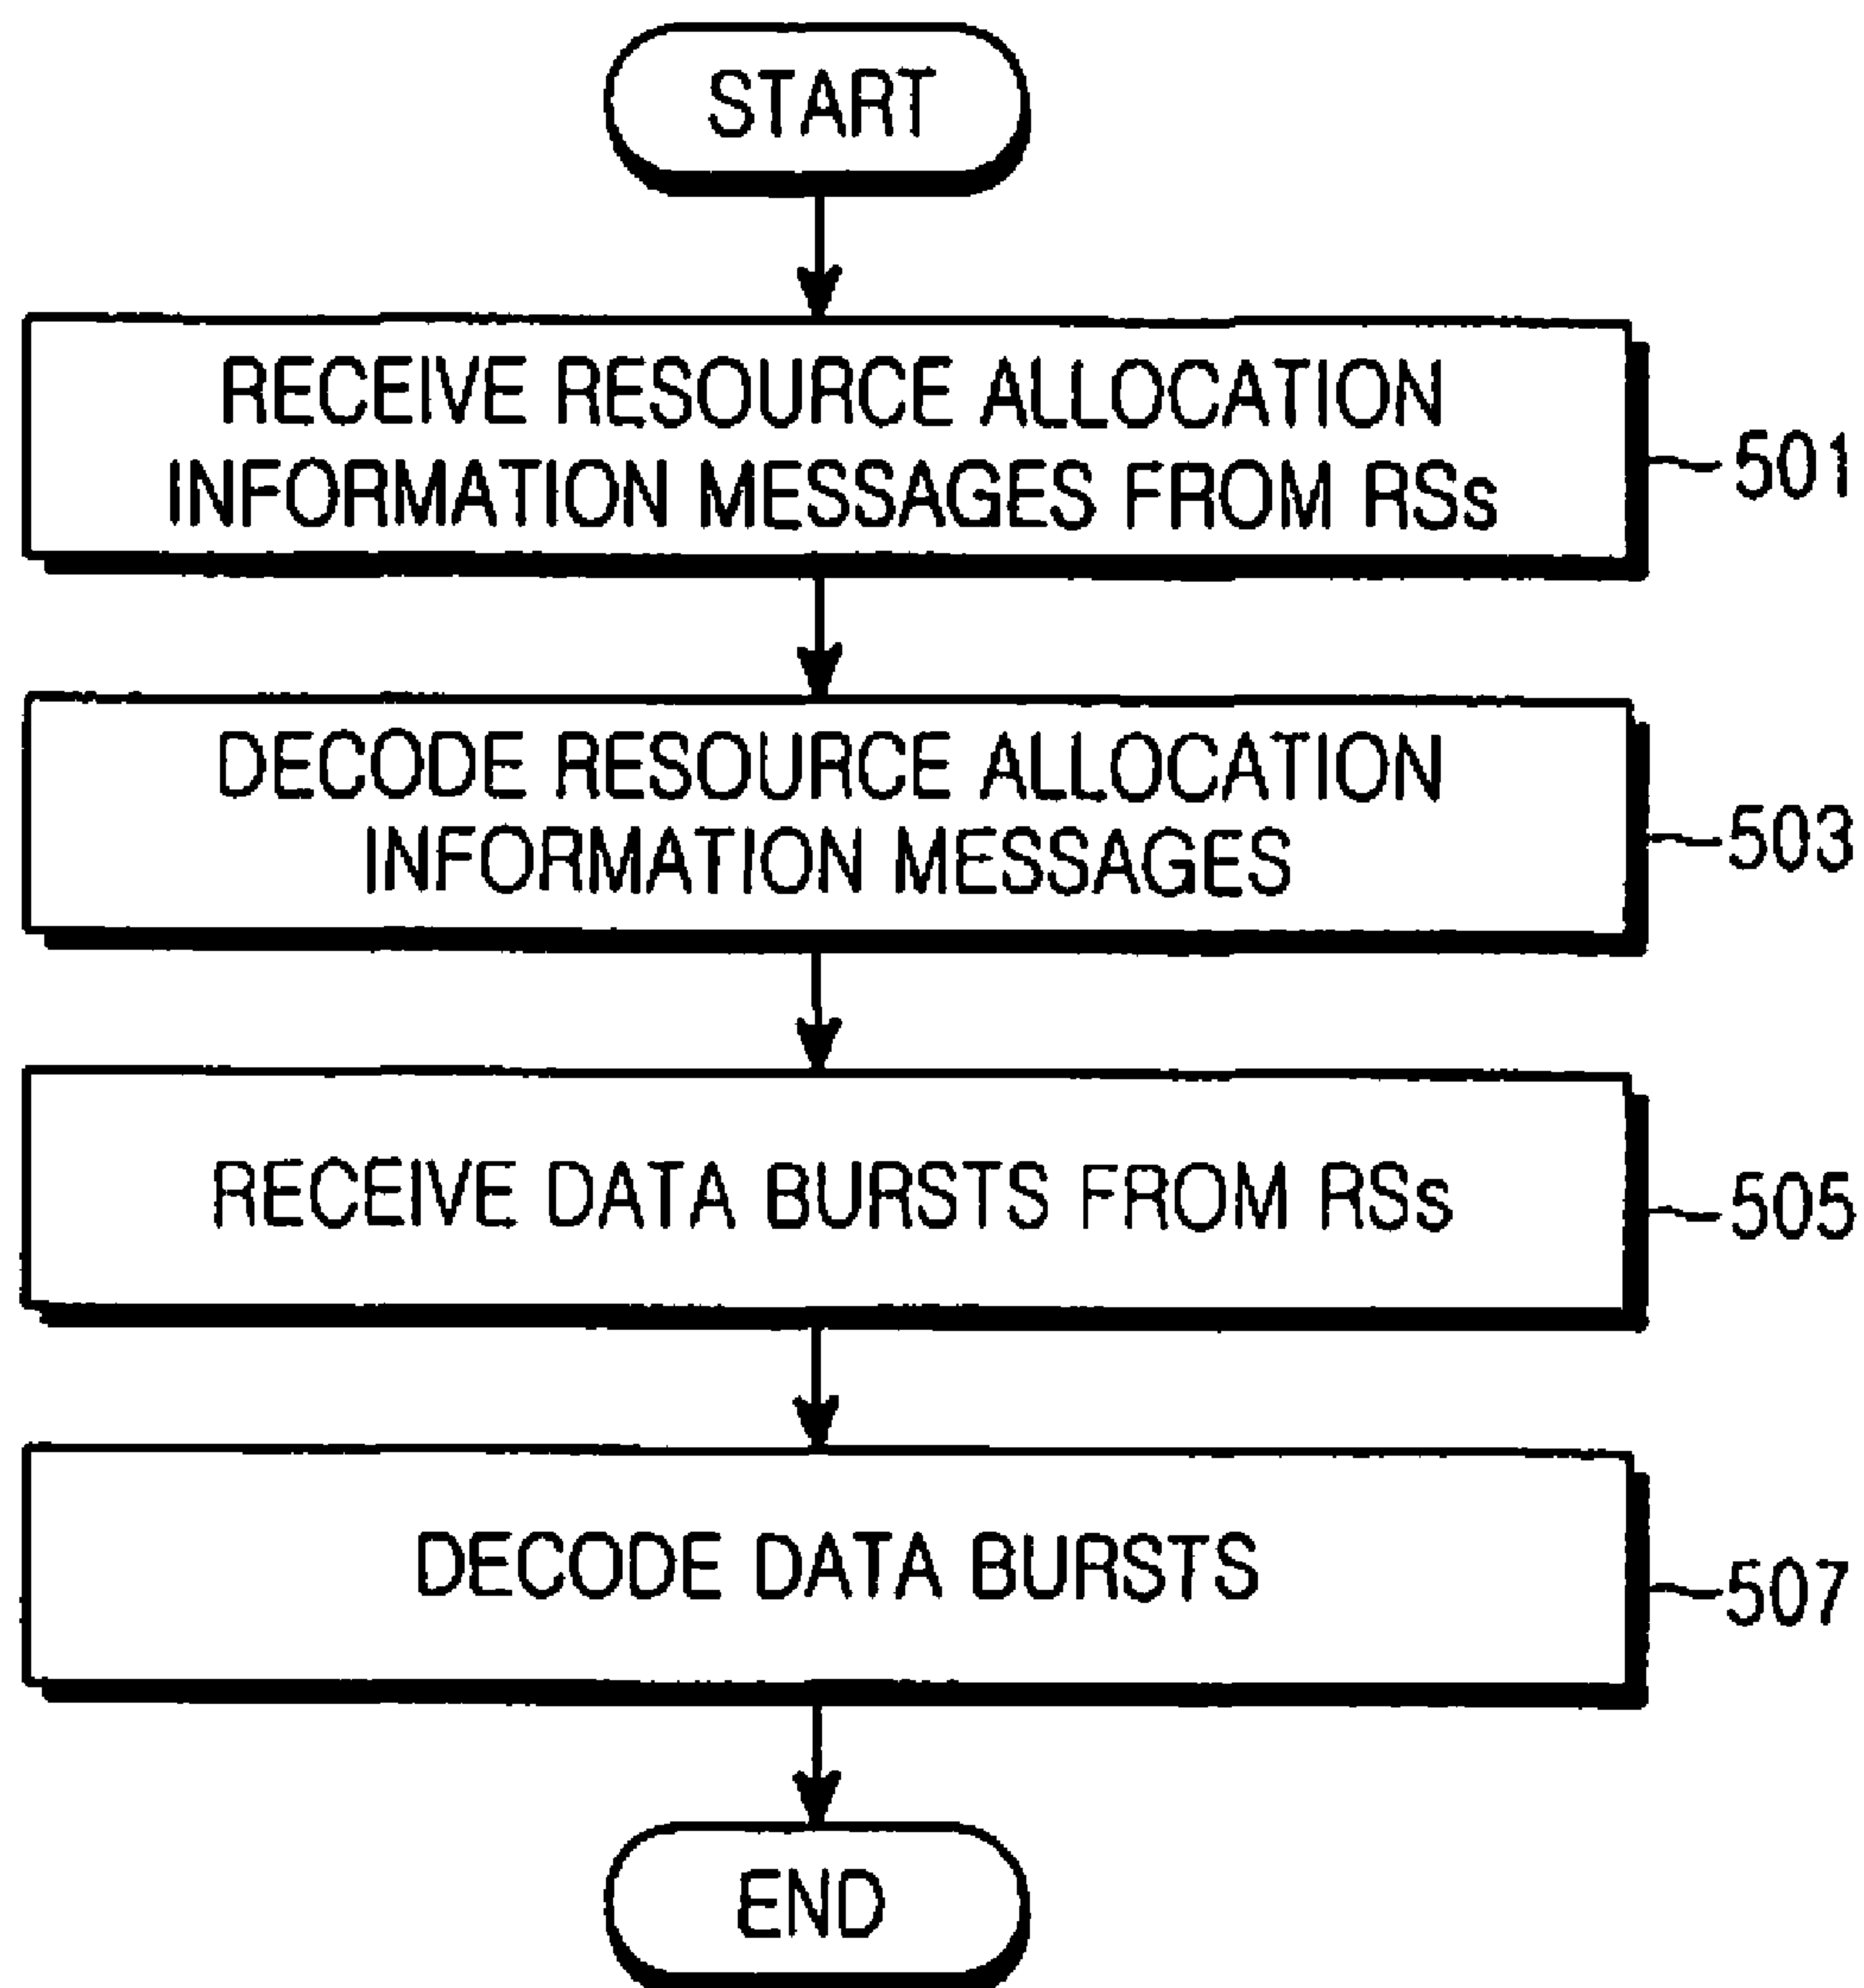 START
RECEIVE RESOURCE ALLOCATION
INFORMATION MESSAGES FROM RSs
501
DECODE RESOURCE ALLOCATION
INFORMATION MESSAGES
503
RECEIVE DATA BURSTS FROM RSs
505
DECODE DATA BURSTS
507
END